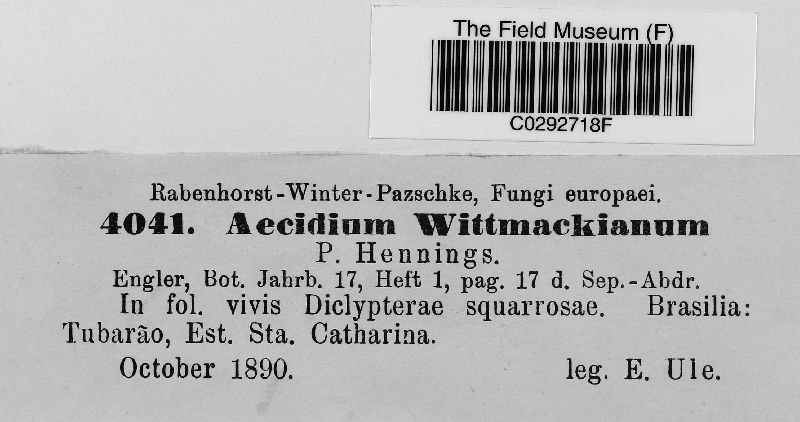 The Field Museum (F)
C0292718F
Rabenhorst-Winter-Pazschke, Fungi europaei.
4041. Aecidium Wittmackianum
P. Hennings.
Engler, Bot. Jahrb. 17, Heft 1, pag. 17 d. Sep.-Abdr.
In fol. vivis Diclypterae squarrosae. Brasilia:
Tubarão, Est. Sta. Catharina.
October 1890. leg. E. Ule.